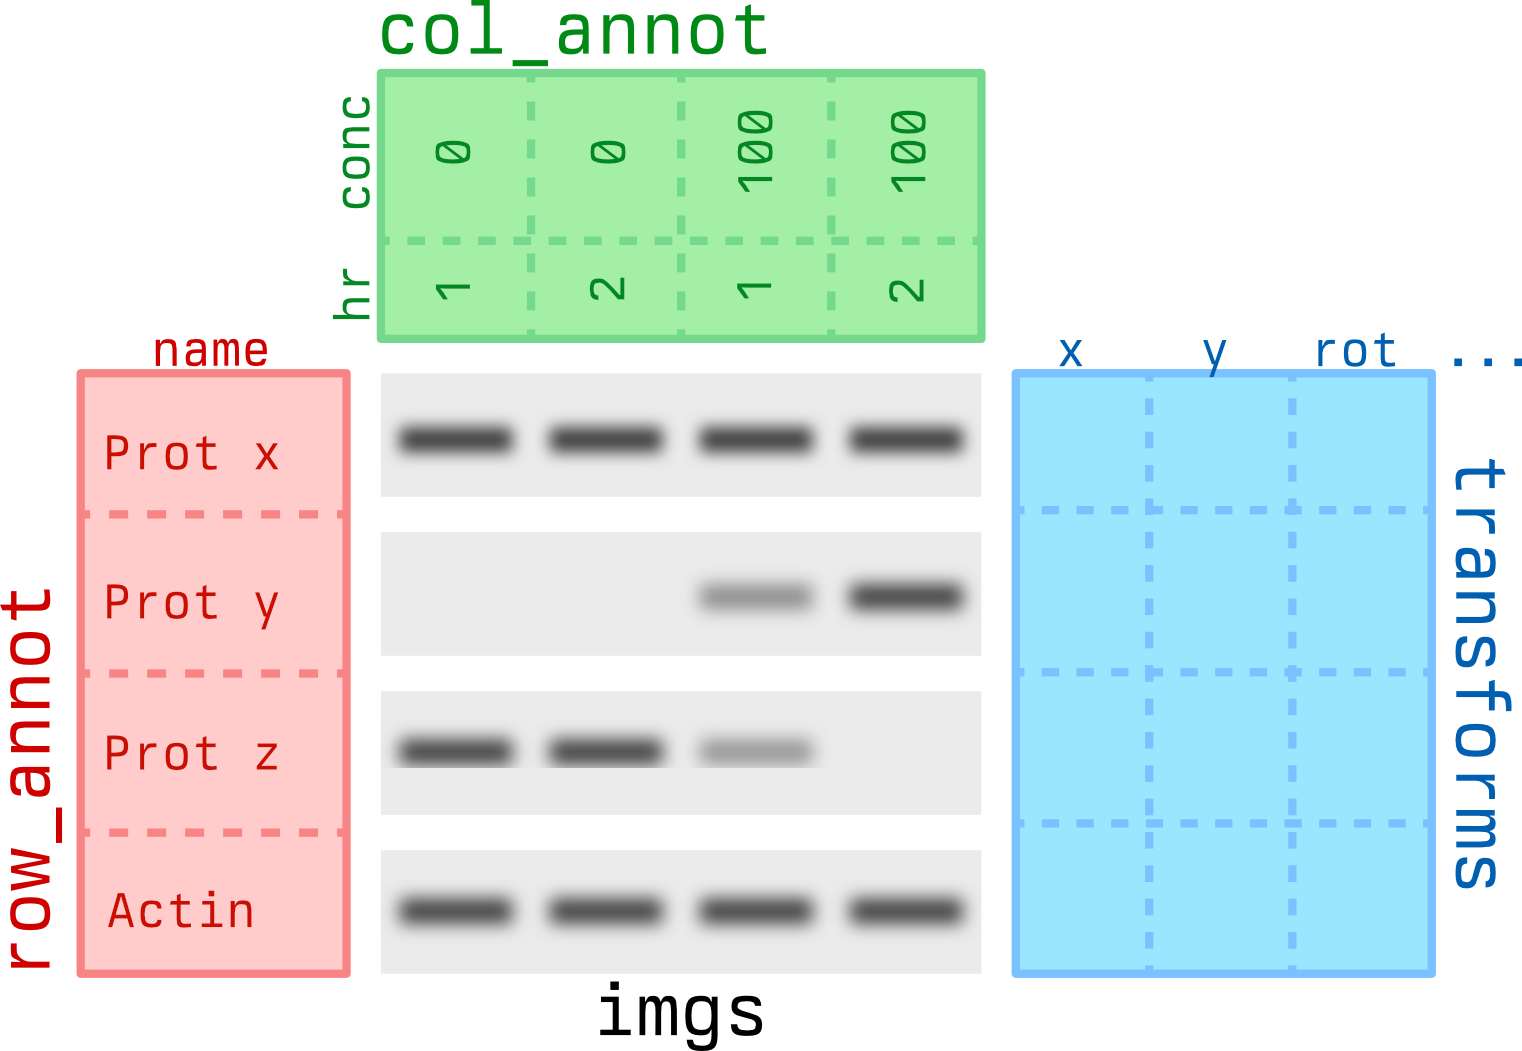 col_annot
conc 0 0 100 100
hr 1 2 1 2
name x y rot ...
Prot x
Prot y
Prot z
Actin
row_annot
transforms
imgs